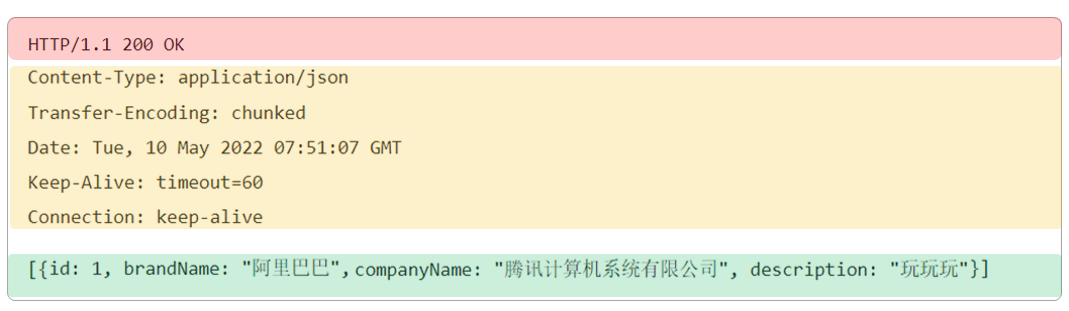 HTTP/1.1 200 OK
Content-Type: application/json
Transfer-Encoding: chunked
Date: Tue, 10 May 2022 07:51:07 GMT
Keep-Alive: timeout=60
Connection: keep-alive
[{id: 1, brandName: "阿里巴巴", companyName: "腾讯计算机系统有限公司", description: "玩玩玩"}]